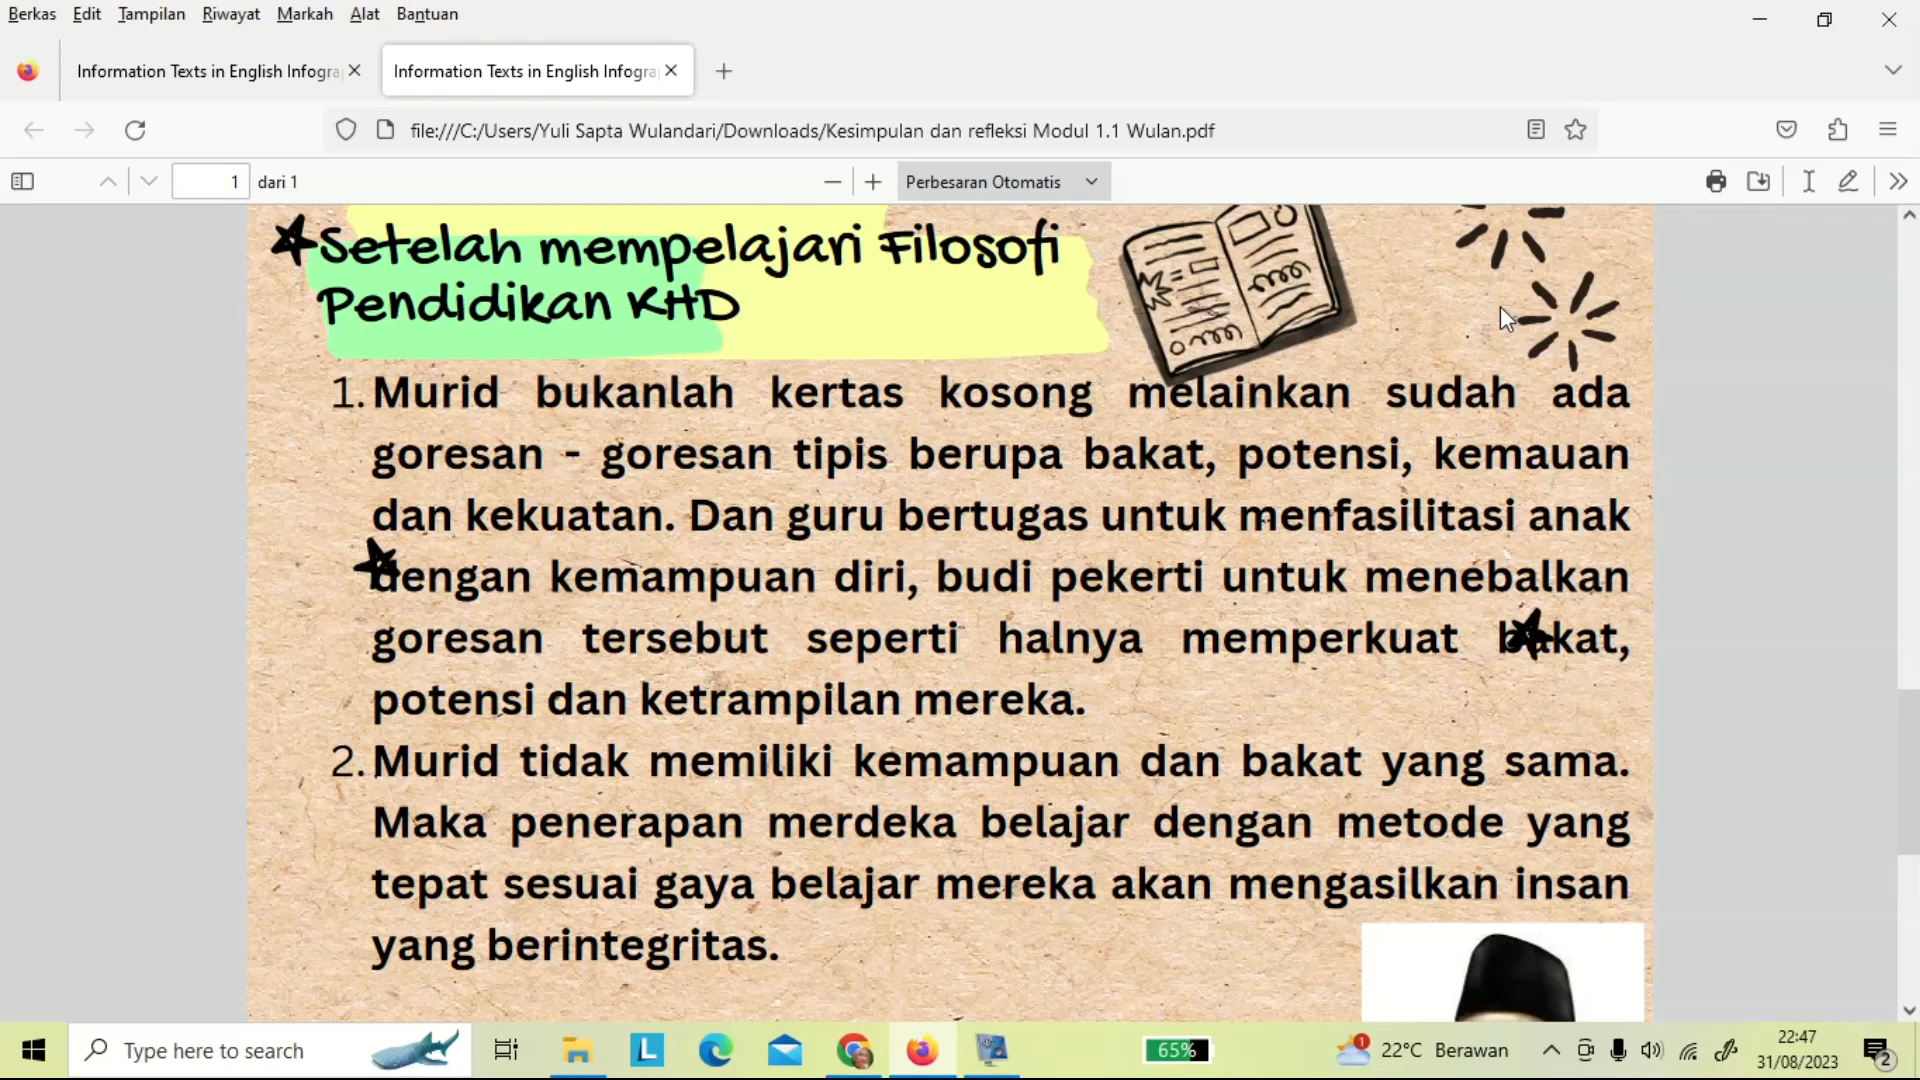 Berkas Edit Tampilan Riwayat Markah Alat Bantuan
Information Texts in English Infogra
Information Texts in English Infogra
file:///C:/Users/Yuli Sapta Wulandari/Downloads/Kesimpulan dan refleksi Modul 1.1 Wulan.pdf
1 dari 1
Perbesaran Otomatis
Setelah mempelajari Filosofi
Pendidikan KHD
1. Murid bukanlah kertas kosong melainkan sudah ada
goresan - goresan tipis berupa bakat, potensi, kemauan
dan kekuatan. Dan guru bertugas untuk menfasilitasi anak
dengan kemampuan diri, budi pekerti untuk menebalkan
goresan tersebut seperti halnya memperkuat bakat,
potensi dan ketrampilan mereka.
2. Murid tidak memiliki kemampuan dan bakat yang sama.
Maka penerapan merdeka belajar dengan metode yang
tepat sesuai gaya belajar mereka akan mengasilkan insan
yang berintegritas.
Type here to search
65%
1
22°C Berawan
22:47
31/08/2023
2